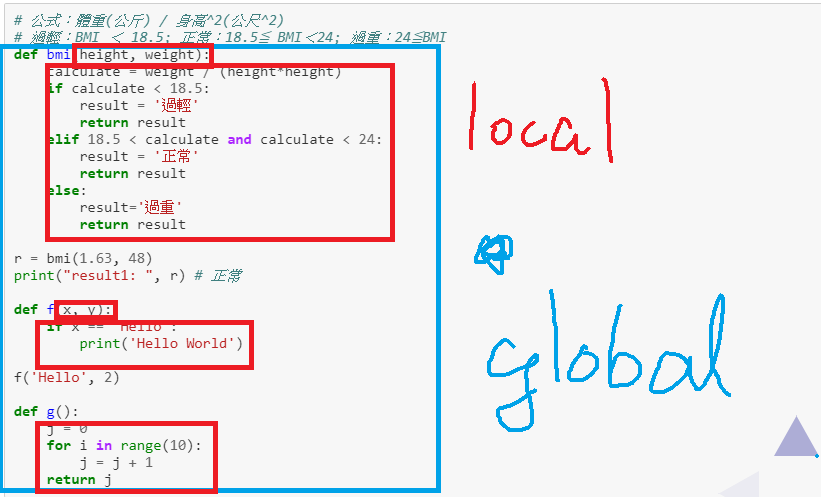 # 公式：體重(公斤) / 身高^2(公尺^2)
# 過輕：BMI < 18.5; 正常：18.5≦ BMI<24; 過重：24≦BMI
def bmi(height, weight):
    calculate = weight / (height*height)
    if calculate < 18.5:
        result = '過輕'
        return result
    elif 18.5 < calculate and calculate < 24:
        result = '正常'
        return result
    else:
        result='過重'
        return result
r = bmi(1.63, 48)
print("result1: ", r) # 正常
def f(x, y):
    if x == 'Hello':
        print('Hello World')
f('Hello', 2)
def g():
    j = 0
    for i in range(10):
        j = j + 1
    return j
local
global